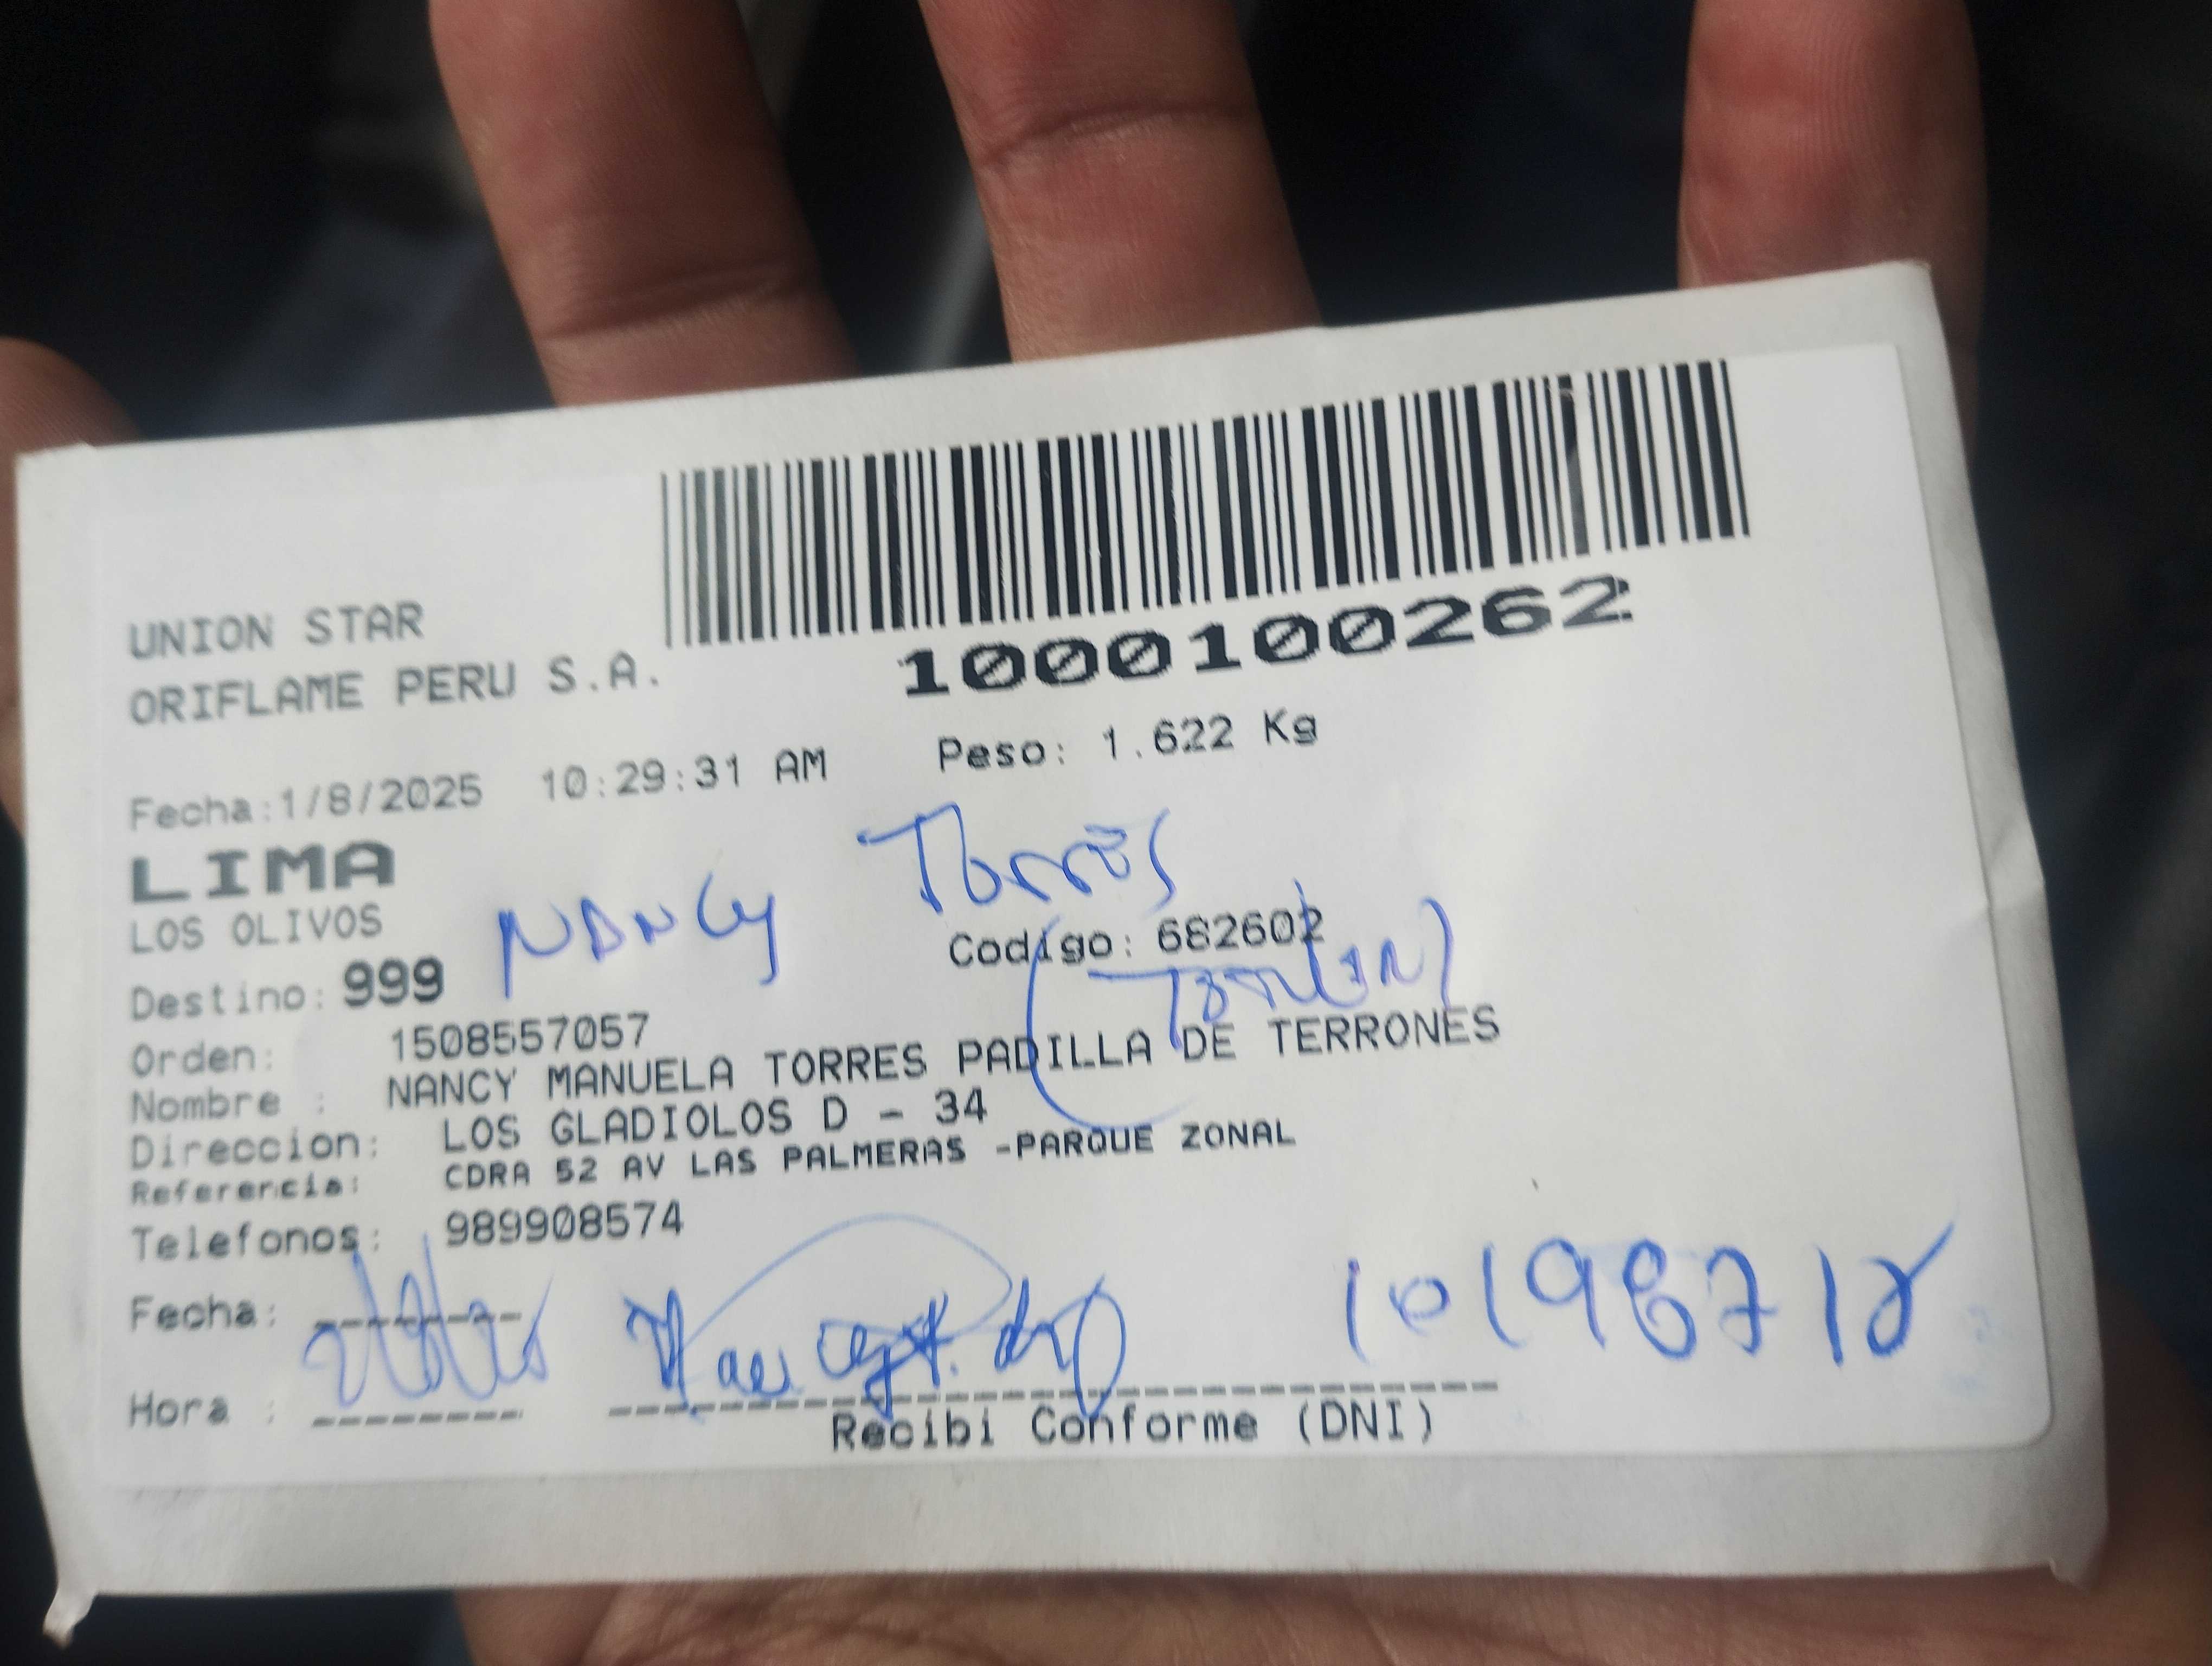 1000100262
UNION STAR
ORIFLAME PERU S.A.
Fecha:1/8/2025 10:29:31 AM Peso: 1.622 Kg
LIMA
Nancy Torres
LOS OLIVOS
Codigo: 682602
(Titular)
Destino: 999
Orden: 1508557057
Nombre : NANCY MANUELA TORRES PADILLA DE TERRONES
Direccion: LOS GLADIOLOS D - 34
Referencia: CDRA 52 AV LAS PALMERAS -PARQUE ZONAL
Telefonos: 989908574
Fecha:
Hora :
Recibi Conforme (DNI)